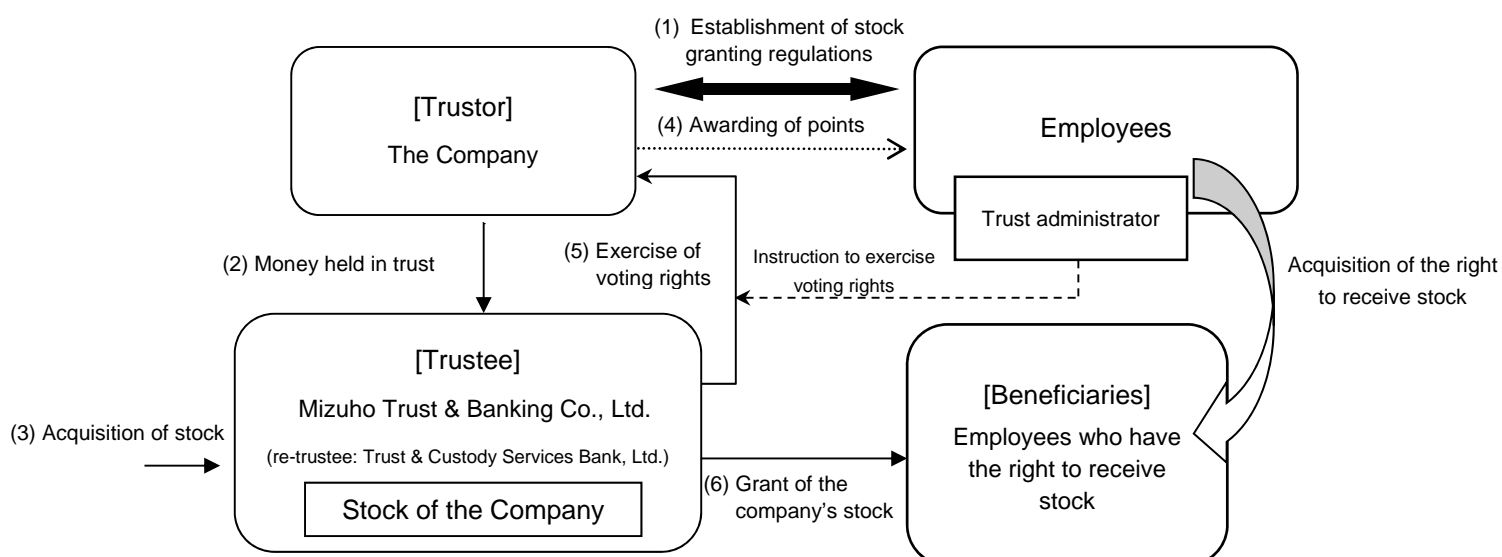 (1) Establishment of stock
granting regulations
[Trustor]
The Company
(4) Awarding of points
Employees
Trust administrator
(2) Money held in trust
(5) Exercise of
voting rights
Instruction to exercise
voting rights
Acquisition of the right
to receive stock
[Trustee]
Mizuho Trust & Banking Co., Ltd.
(re-trustee: Trust & Custody Services Bank, Ltd.)
Stock of the Company
(3) Acquisition of stock
(6) Grant of the
company's stock
[Beneficiaries]
Employees who have
the right to receive
stock